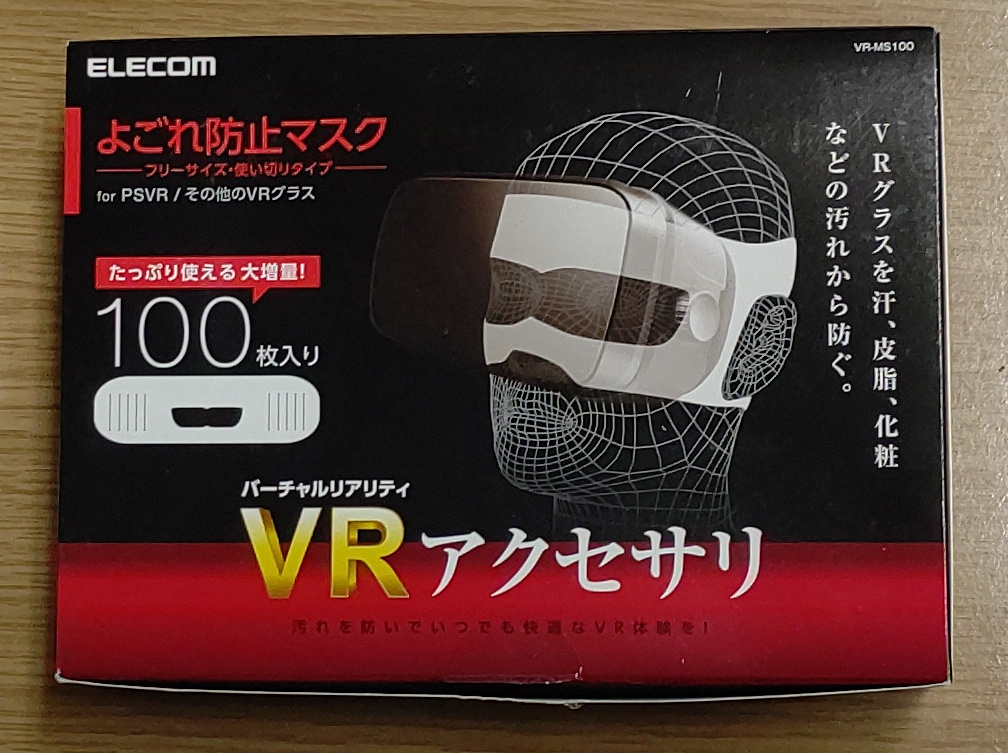 ELECOM
VR-MS100
よごれ防止マスク
フリーサイズ・使い切りタイプ
for PSVR / その他のVRグラス
たっぷり使える 大増量!
100枚入り
VRグラスを汗、皮脂、化粧
などの汚れから防ぐ。
バーチャルリアリティ
VRアクセサリ
汚れを防いでいつでも快適なVR体験を!